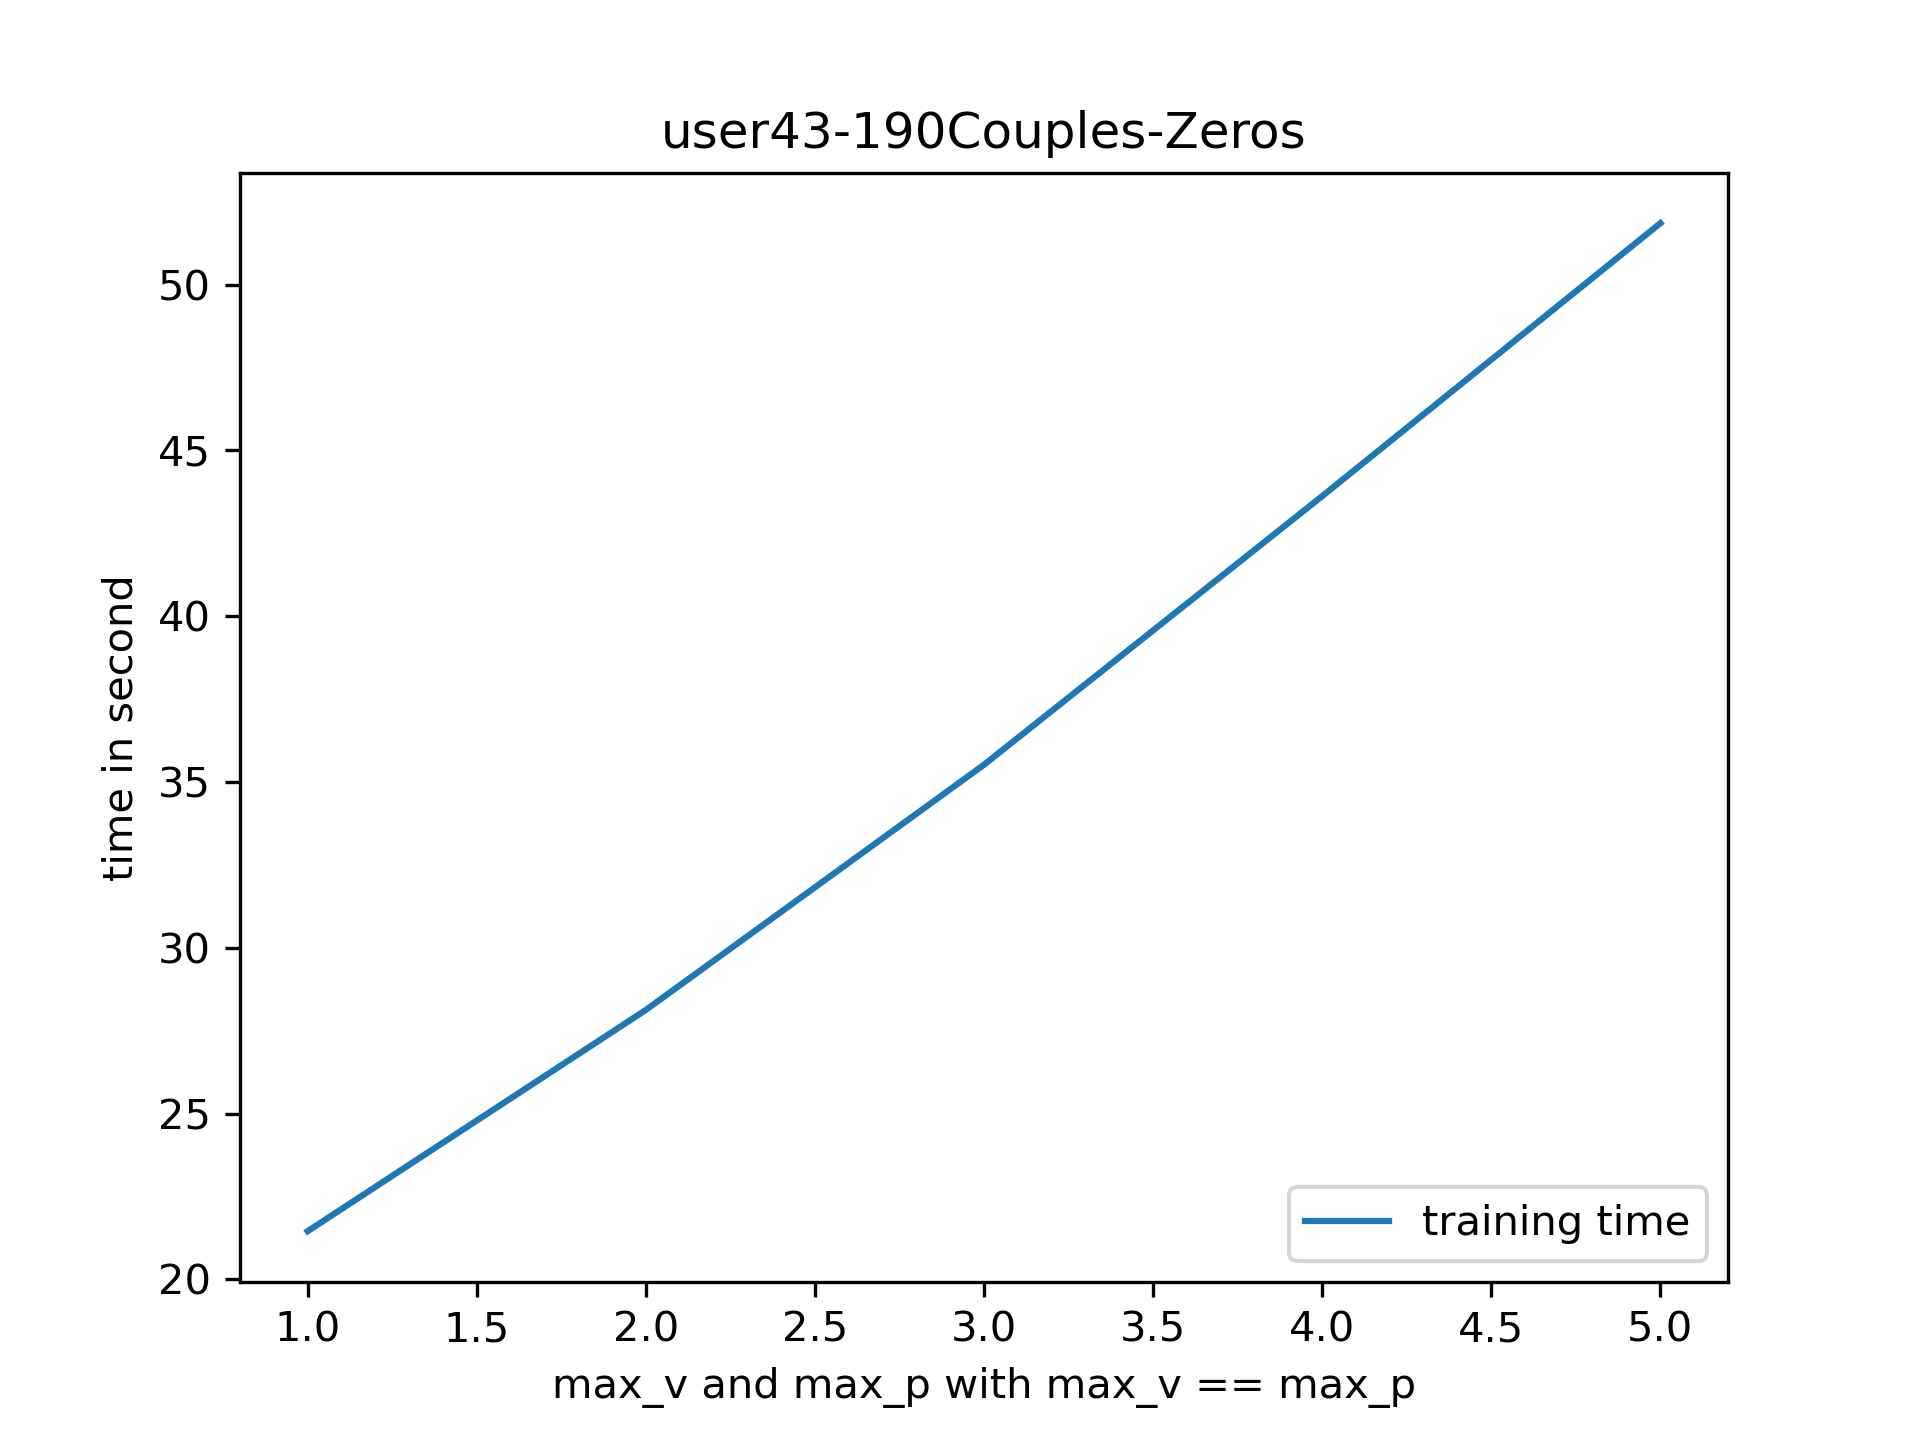 user43-190Couples-Zeros
time in second
50
45
40
35
30
25
20
training time
1.0 1.5 2.0 2.5 3.0 3.5 4.0 4.5 5.0
max_v and max_p with max_v == max_p